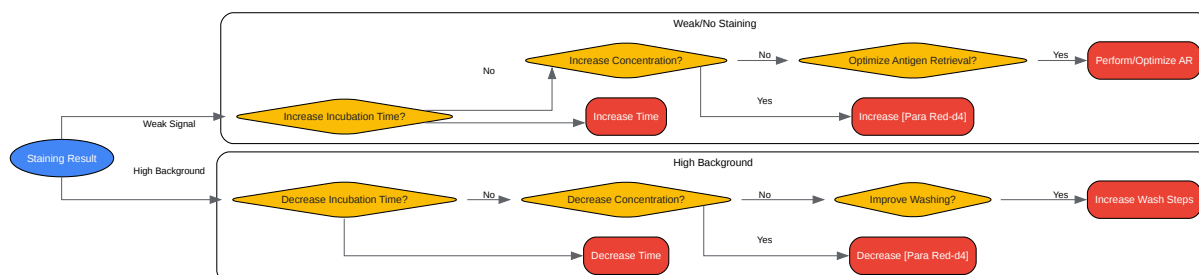 Weak/No Staining
Increase Concentration?
No
Optimize Antigen Retrieval?
Yes
Perform/Optimize AR
No
Increase Incubation Time?
Increase Time
Yes
Increase [Para Red-d4]
Weak Signal
Staining Result
High Background
High Background
Decrease Incubation Time?
No
Decrease Concentration?
No
Improve Washing?
Yes
Increase Wash Steps
Decrease Time
Yes
Decrease [Para Red-d4]